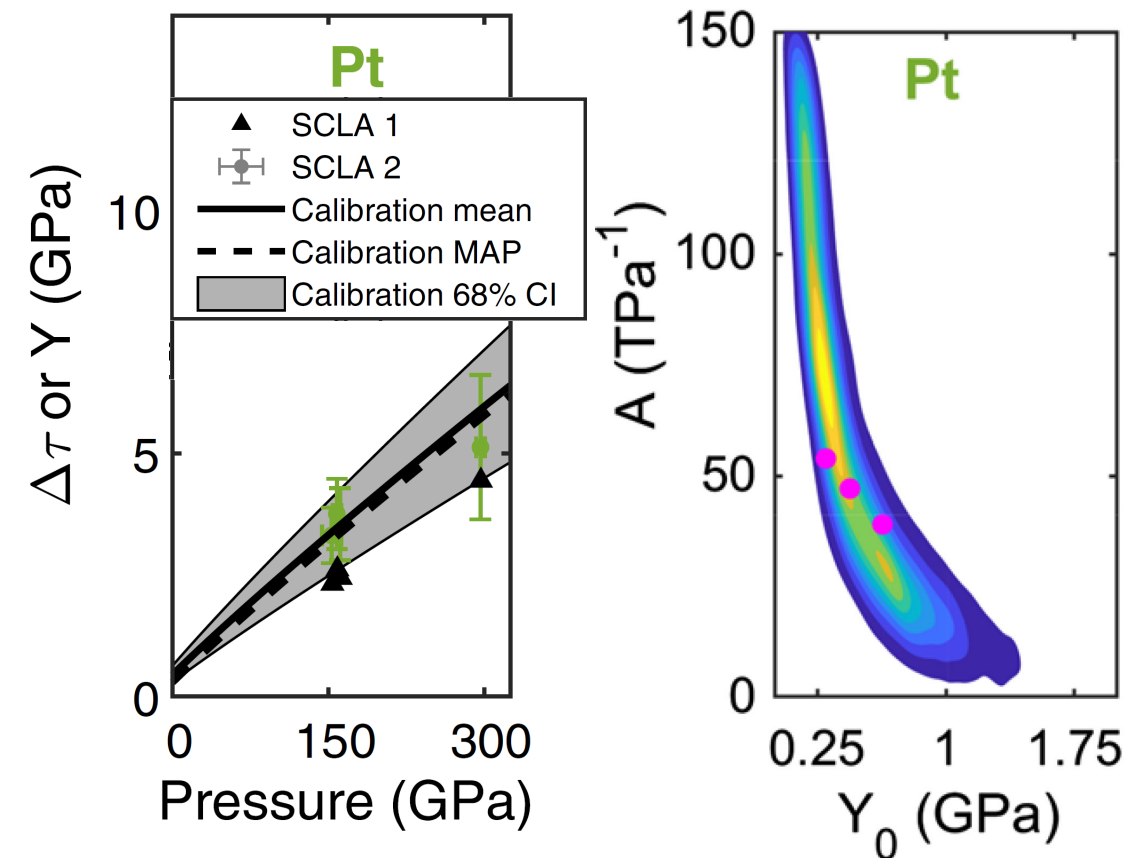 Pt
SCLA 1
SCLA 2
Calibration mean
Calibration MAP
Calibration 68% CI
10
5
0
0 150 300
Pressure (GPa)
Δτ or Y (GPa)
Pt
150
100
50
0
0.25 1 1.75
Y₀ (GPa)
A (TPa⁻¹)